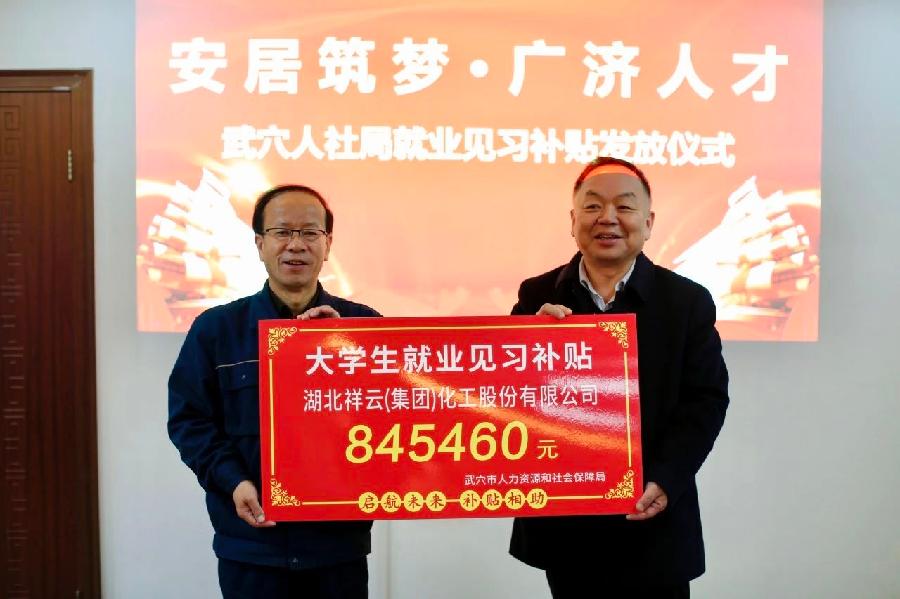 安居筑梦·广济人才
武穴人社局就业见习补贴发放仪式
大学生就业见习补贴
湖北祥云(集团)化工股份有限公司
845460元
武穴市人力资源和社会保障局
启航未来 补贴相助